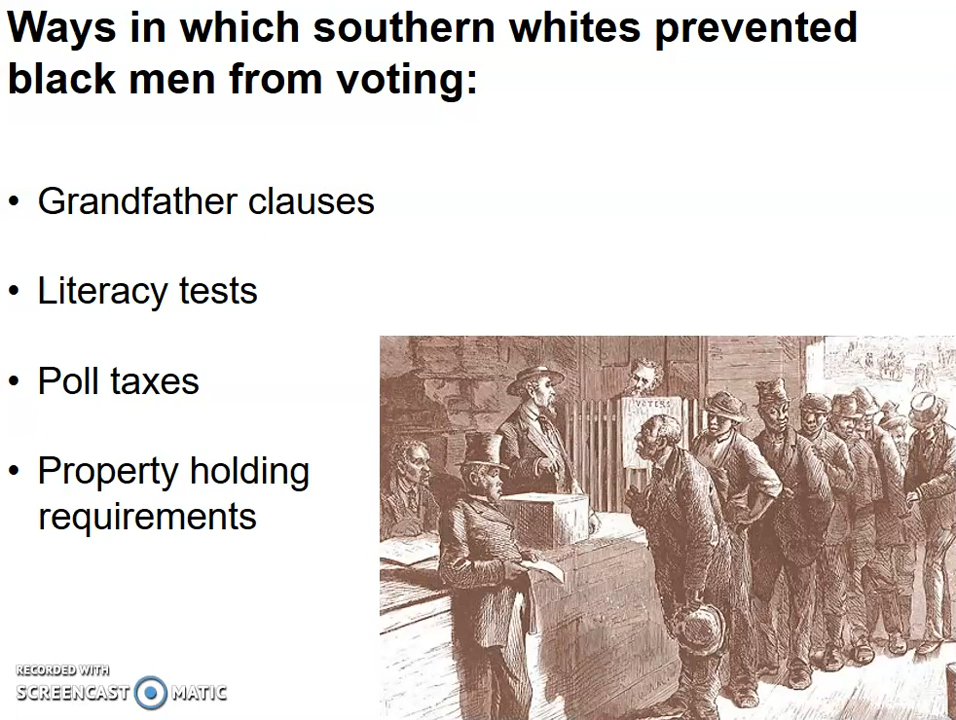 Ways in which southern whites prevented
black men from voting:
• Grandfather clauses
• Literacy tests
• Poll taxes
• Property holding
requirements
VOTERS
RECORDED WITH
SCREENCAST MATIC